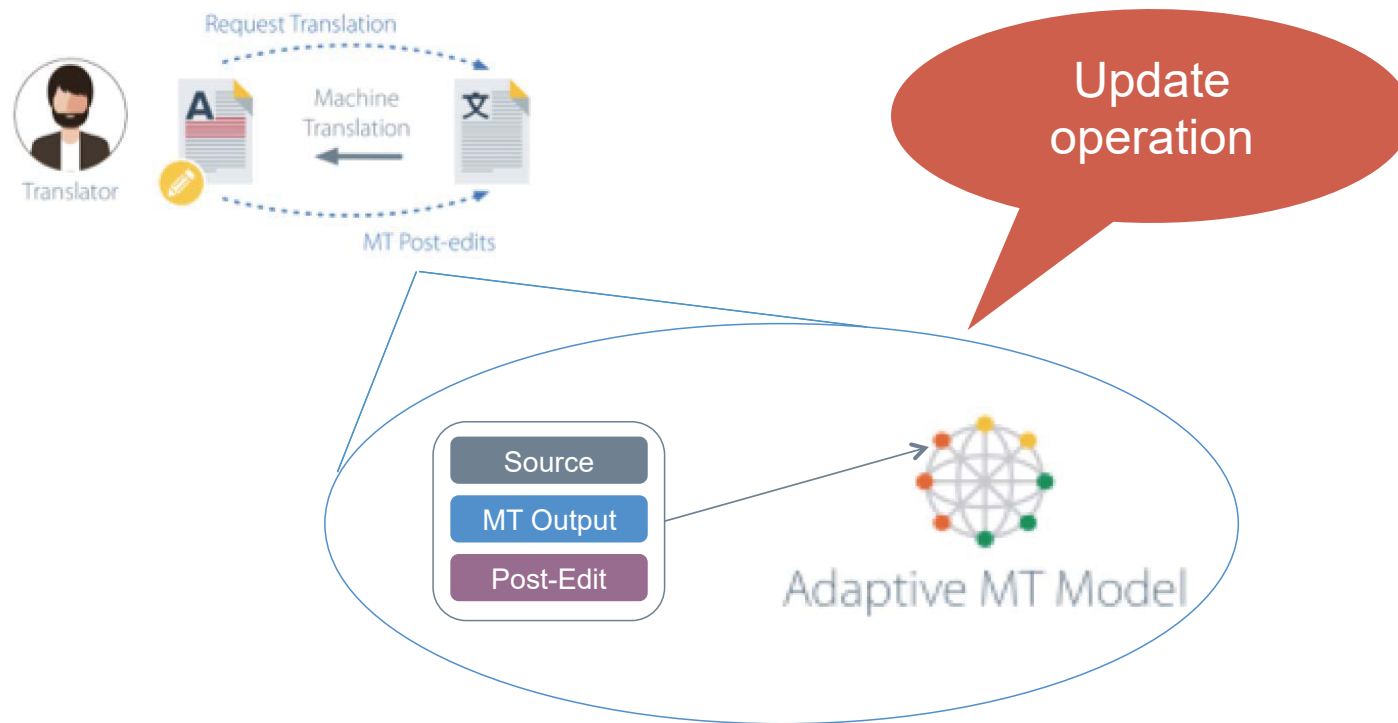 Request Translation
Update
operation
A
Machine
Translation
文
Translator
MT Post-edits
Source
MT Output
Post-Edit
Adaptive MT Model